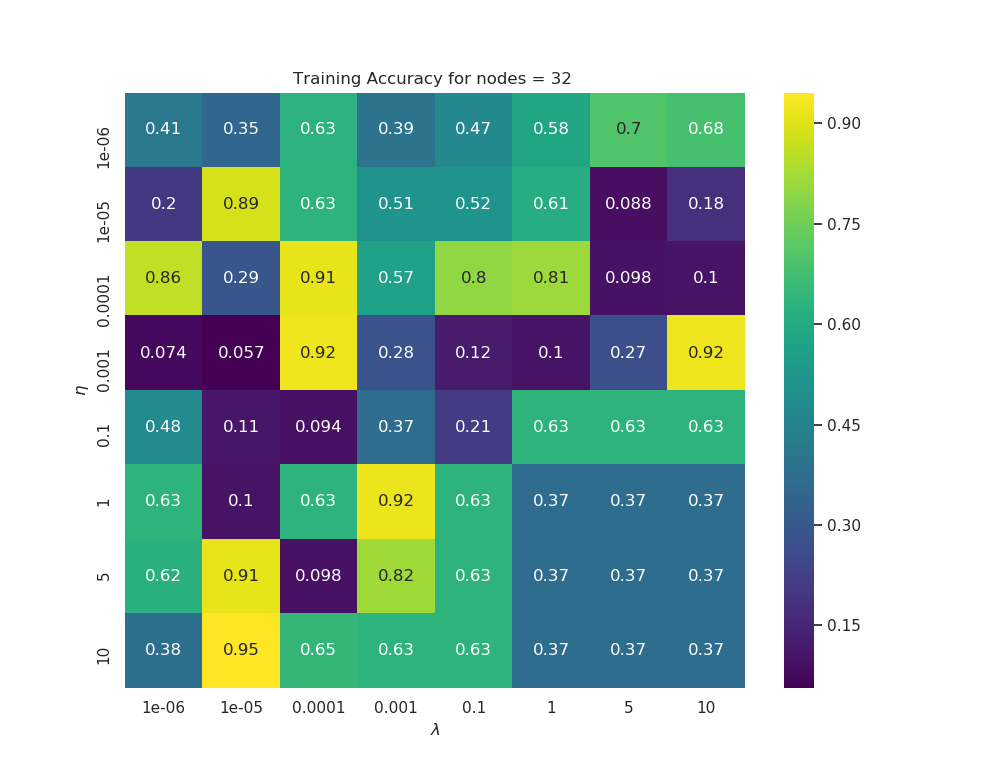 Training Accuracy for nodes = 32
1e-06 0.41 0.35 0.63 0.39 0.47 0.58 0.7 0.68
1e-05 0.2 0.89 0.63 0.51 0.52 0.61 0.088 0.18
0.0001 0.86 0.29 0.91 0.57 0.8 0.81 0.098 0.1
0.001 0.074 0.057 0.92 0.28 0.12 0.1 0.27 0.92
η
0.1 0.48 0.11 0.094 0.37 0.21 0.63 0.63 0.63
1 0.63 0.1 0.63 0.92 0.63 0.37 0.37 0.37
5 0.62 0.91 0.098 0.82 0.63 0.37 0.37 0.37
10 0.38 0.95 0.65 0.63 0.63 0.37 0.37 0.37
1e-06 1e-05 0.0001 0.001 0.1 1 5 10
λ
0.90
0.75
0.60
0.45
0.30
0.15